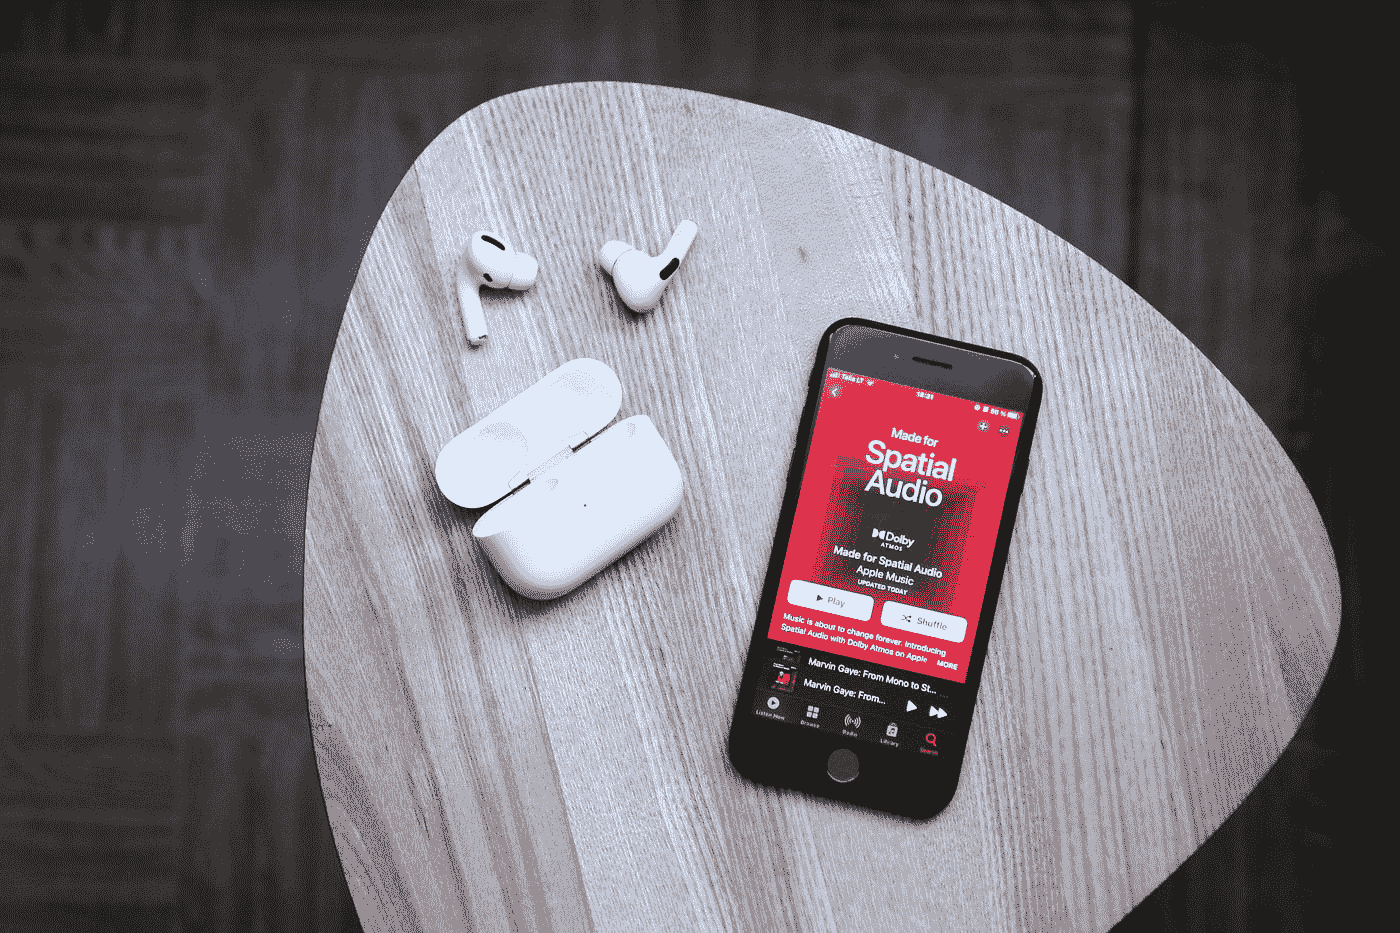 Telia LT
18:31
86 %
Made for
Spatial
Audio
Dolby
ATMOS
Made for Spatial Audio
Apple Music
UPDATED TODAY
Play
Shuffle
Music is about to change forever. Introducing
Spatial Audio with Dolby Atmos on Apple MORE
Marvin Gaye: From Mono to St... ...
Marvin Gaye: From...
Listen Now
Browse
Radio
Library
Search